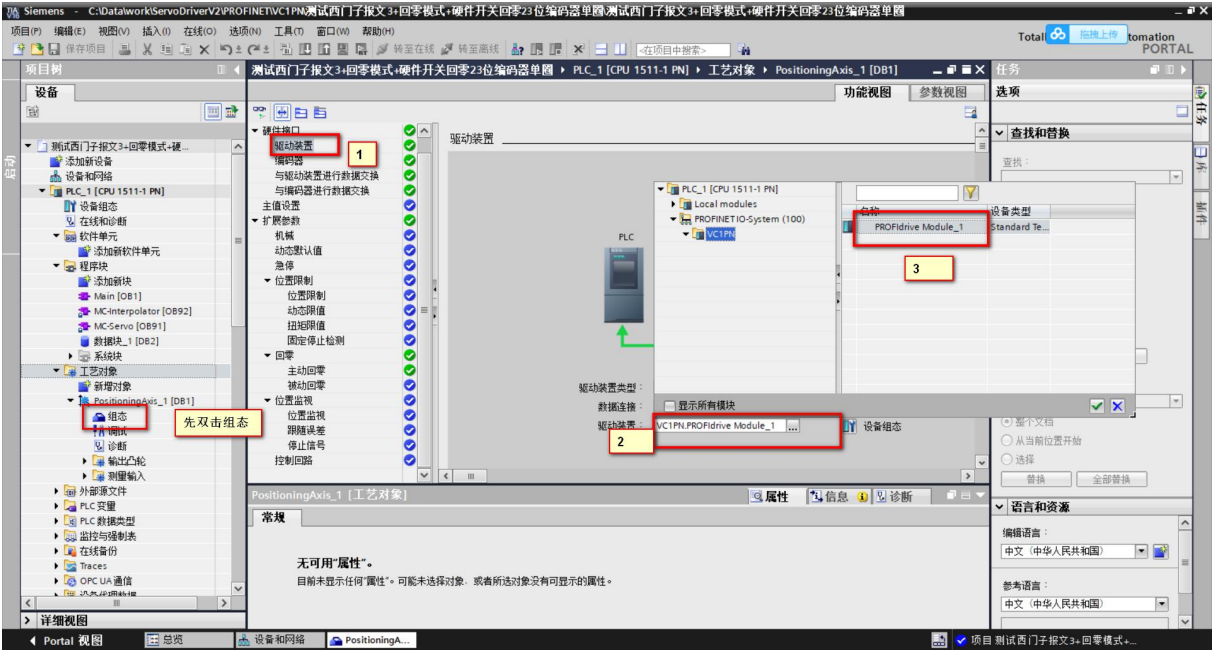 Siemens - C:\Data\work\ServoDriverV2\PROFINET\VC1PN\测试西门子报文3+回零模式+硬件开关回零23位编码器单圈\测试西门子报文3+回零模式+硬件开关回零23位编码器单圈
项目(P) 编辑(E) 视图(V) 插入(I) 在线(O) 选项(N) 工具(T) 窗口(W) 帮助(H)
Totall
拖拽上传
tomation
PORTAL
保存项目
转至在线
转至离线
<在项目中搜索>
项目树
测试西门子报文3+回零模式+硬件开关回零23位编码器单圈 ▸ PLC_1 [CPU 1511-1 PN] ▸ 工艺对象 ▸ PositioningAxis_1 [DB1]
任务
设备
功能视图
参数视图
选项
测试西门子报文3+回零模式+硬...
添加新设备
设备和网络
PLC_1 [CPU 1511-1 PN]
设备组态
在线和诊断
软件单元
添加新软件单元
程序块
添加新块
Main [OB1]
MC-Interpolator [OB92]
MC-Servo [OB91]
数据块_1 [DB2]
系统块
工艺对象
新增对象
PositioningAxis_1 [DB1]
组态
调试
诊断
输出凸轮
测量输入
外部源文件
PLC 变量
PLC 数据类型
监控与强制表
在线备份
Traces
OPC UA 通信
设备代理数据
先双击组态
详细视图
硬件接口
驱动装置
1
编码器
与驱动装置进行数据交换
与编码器进行数据交换
主值设置
扩展参数
机械
动态默认值
急停
位置限制
位置限制
动态限值
扭矩限值
固定停止检测
回零
主动回零
被动回零
位置监视
位置监视
跟随误差
停止信号
控制回路
驱动装置
PLC
PLC_1 [CPU 1511-1 PN]
Local modules
PROFINET IO-System (100)
VC1PN
名称
设备类型
PROFIdrive Module_1
Standard Te...
3
显示所有模块
驱动装置类型：
数据连接：
驱动装置：
VC1PN.PROFIdrive Module_1
...
设备组态
2
PositioningAxis_1 [工艺对象]
属性
信息
诊断
常规
无可用“属性”。
目前未显示任何“属性”。可能未选择对象，或者所选对象没有可显示的属性。
查找和替换
查找：
整个文档
从当前位置开始
选择
替换
全部替换
语言和资源
编辑语言：
中文（中华人民共和国）
参考语言：
中文（中华人民共和国）
任务
库
插件
启动
Portal 视图
总览
设备和网络
PositioningA...
项目 测试西门子报文3+回零模式+...